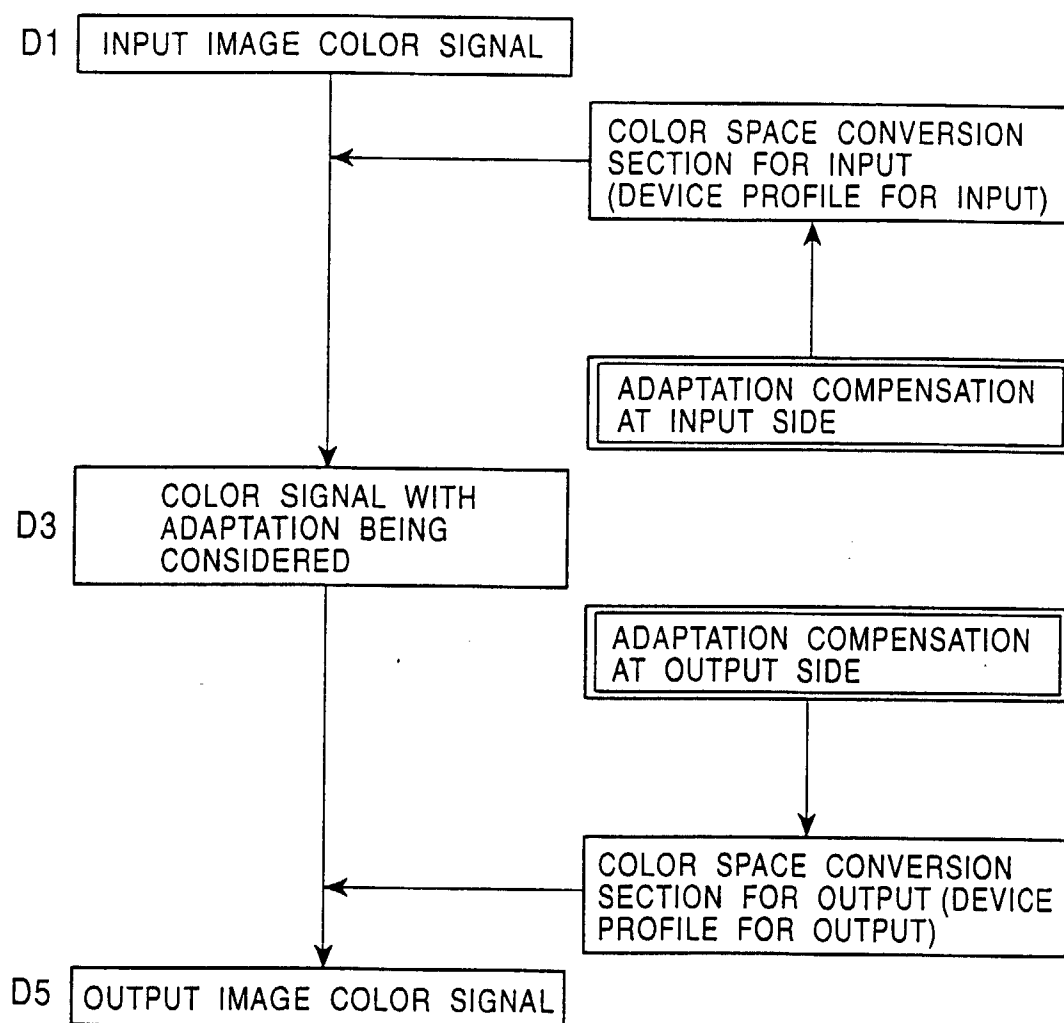 D1 INPUT IMAGE COLOR SIGNAL
COLOR SPACE CONVERSION
SECTION FOR INPUT
(DEVICE PROFILE FOR INPUT)
ADAPTATION COMPENSATION
AT INPUT SIDE
D3
COLOR SIGNAL WITH
ADAPTATION BEING
CONSIDERED
ADAPTATION COMPENSATION
AT OUTPUT SIDE
COLOR SPACE CONVERSION
SECTION FOR OUTPUT (DEVICE
PROFILE FOR OUTPUT)
D5 OUTPUT IMAGE COLOR SIGNAL